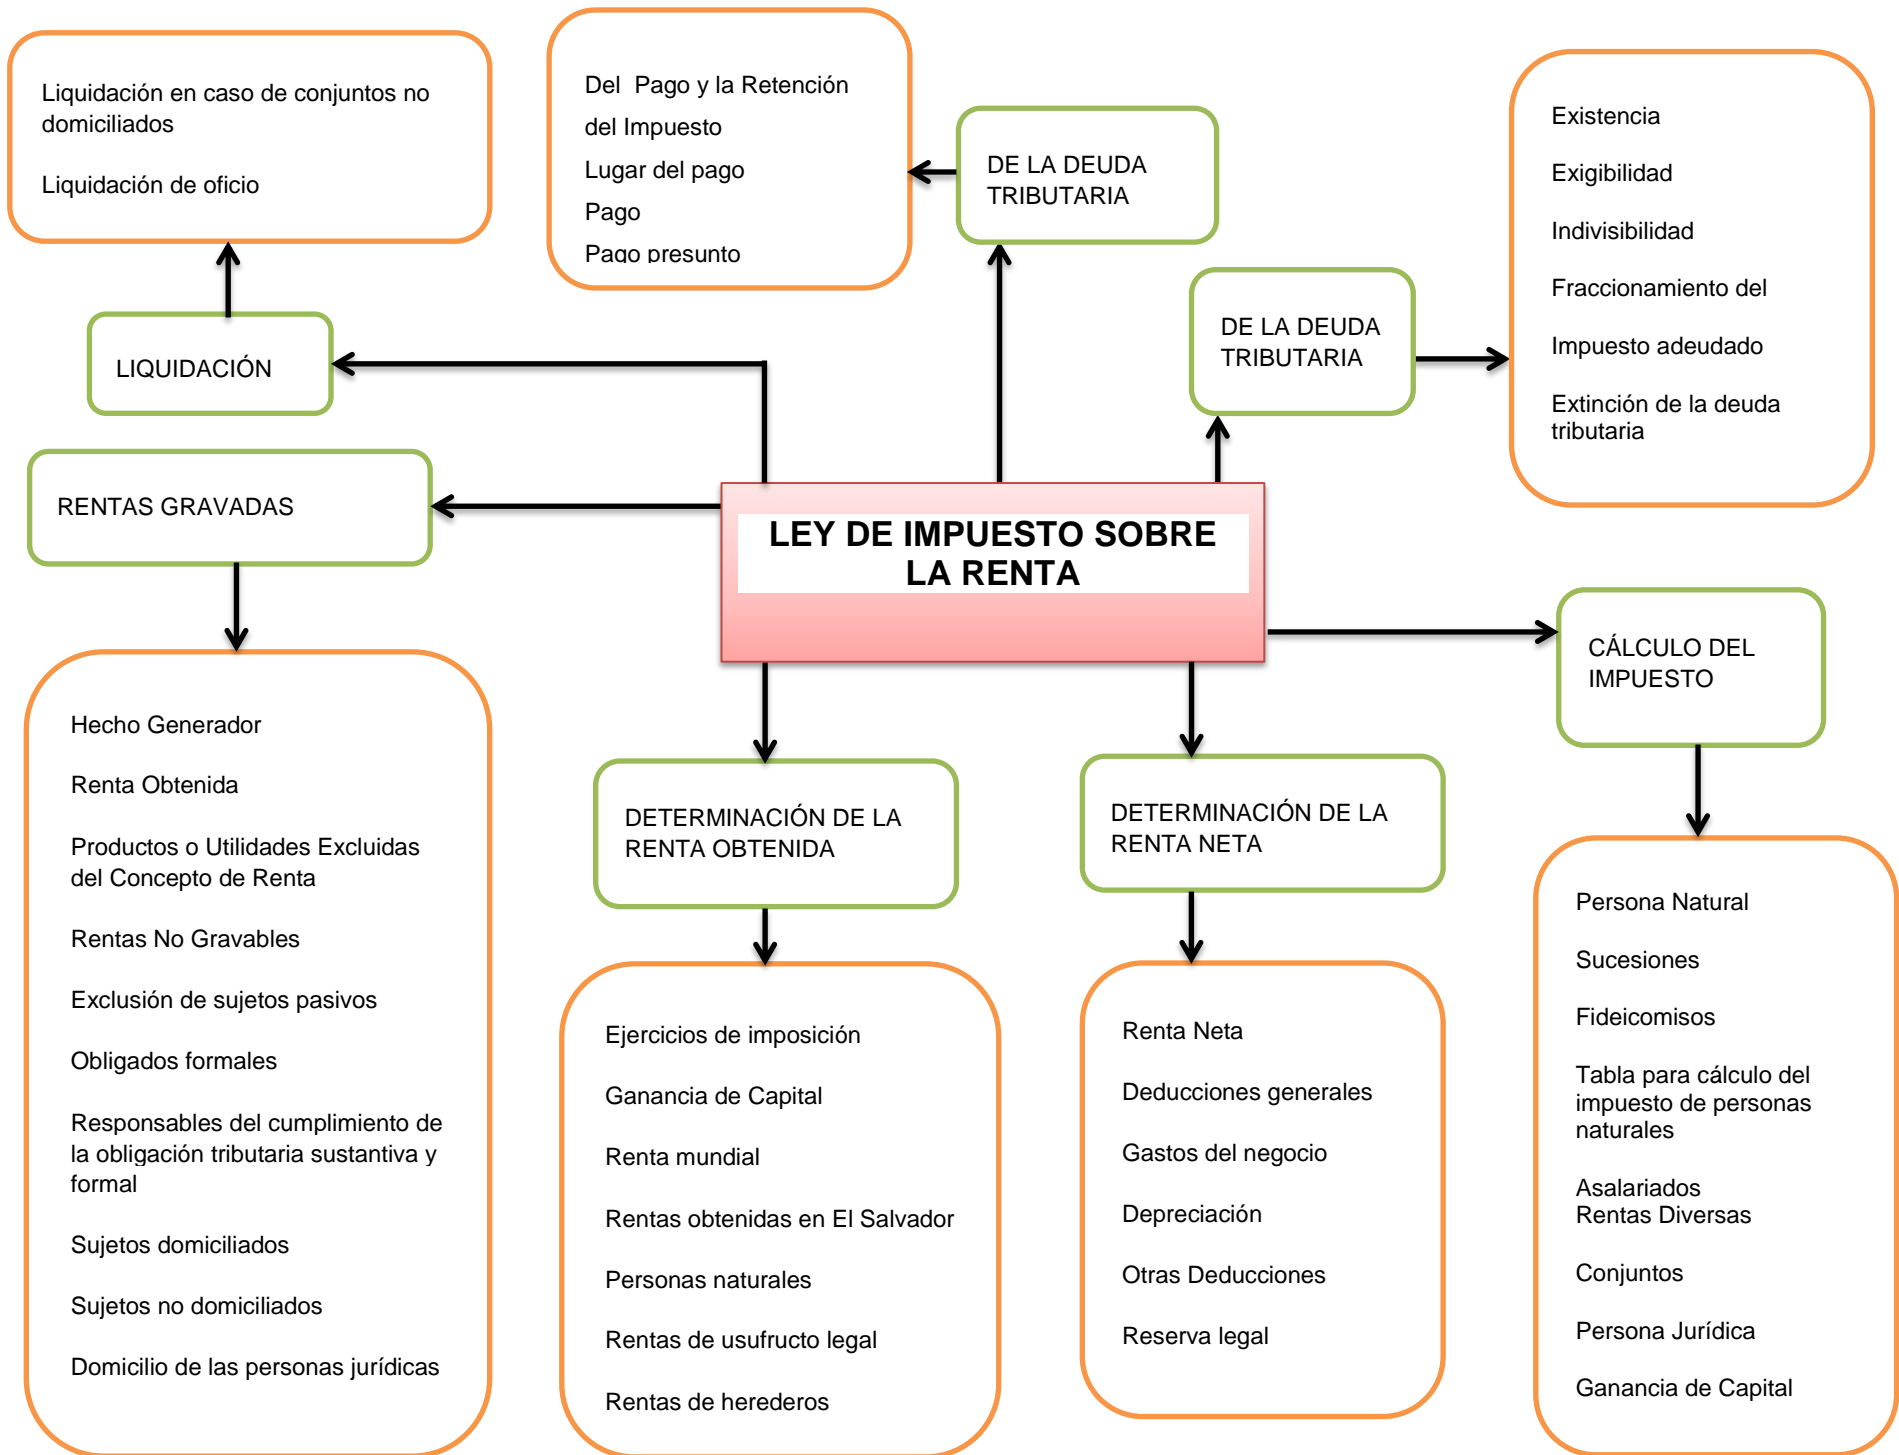 Liquidación en caso de conjuntos no
domiciliados
Liquidación de oficio
Del Pago y la Retención
del Impuesto
Lugar del pago
Pago
Pago presunto
DE LA DEUDA
TRIBUTARIA
Existencia
Exigibilidad
Indivisibilidad
Fraccionamiento del
Impuesto adeudado
Extinción de la deuda
tributaria
DE LA DEUDA
TRIBUTARIA
LIQUIDACIÓN
RENTAS GRAVADAS
LEY DE IMPUESTO SOBRE
LA RENTA
CÁLCULO DEL
IMPUESTO
Hecho Generador
Renta Obtenida
Productos o Utilidades Excluidas
del Concepto de Renta
Rentas No Gravables
Exclusión de sujetos pasivos
Obligados formales
Responsables del cumplimiento de
la obligación tributaria sustantiva y
formal
Sujetos domiciliados
Sujetos no domiciliados
Domicilio de las personas jurídicas
DETERMINACIÓN DE LA
RENTA OBTENIDA
Ejercicios de imposición
Ganancia de Capital
Renta mundial
Rentas obtenidas en El Salvador
Personas naturales
Rentas de usufructo legal
Rentas de herederos
DETERMINACIÓN DE LA
RENTA NETA
Renta Neta
Deducciones generales
Gastos del negocio
Depreciación
Otras Deducciones
Reserva legal
Persona Natural
Sucesiones
Fideicomisos
Tabla para cálculo del
impuesto de personas
naturales
Asalariados
Rentas Diversas
Conjuntos
Persona Jurídica
Ganancia de Capital